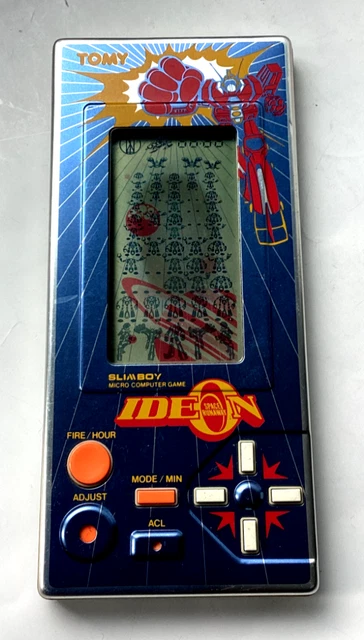 TOMY
SLIMBOY
MICRO COMPUTER GAME
IDEON
SPACE RUNAWAY
FIRE/HOUR
MODE/MIN
ADJUST
ACL